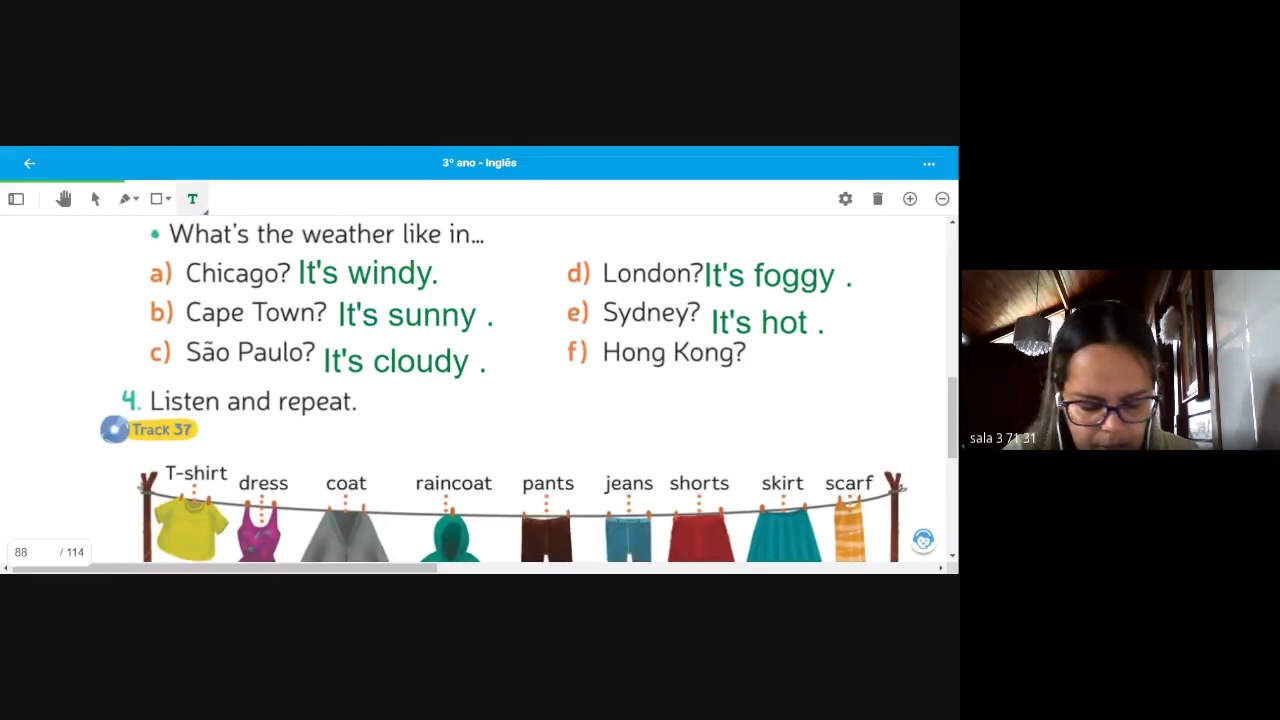 3º ano - Inglês
T
• What's the weather like in...
a) Chicago? It's windy.
d) London? It's foggy .
b) Cape Town? It's sunny .
e) Sydney? It's hot .
c) São Paulo? It's cloudy .
f) Hong Kong?
4. Listen and repeat.
Track 37
T-shirt dress coat raincoat pants jeans shorts skirt scarf
88 / 114
sala 3 71 31